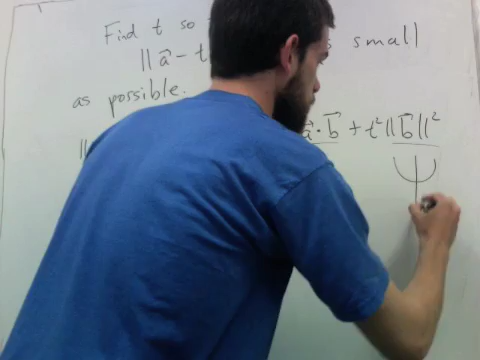 Find t so
‖a⃗ - t small
as possible.
‖ a⃗ · b⃗ + t²‖b⃗‖²